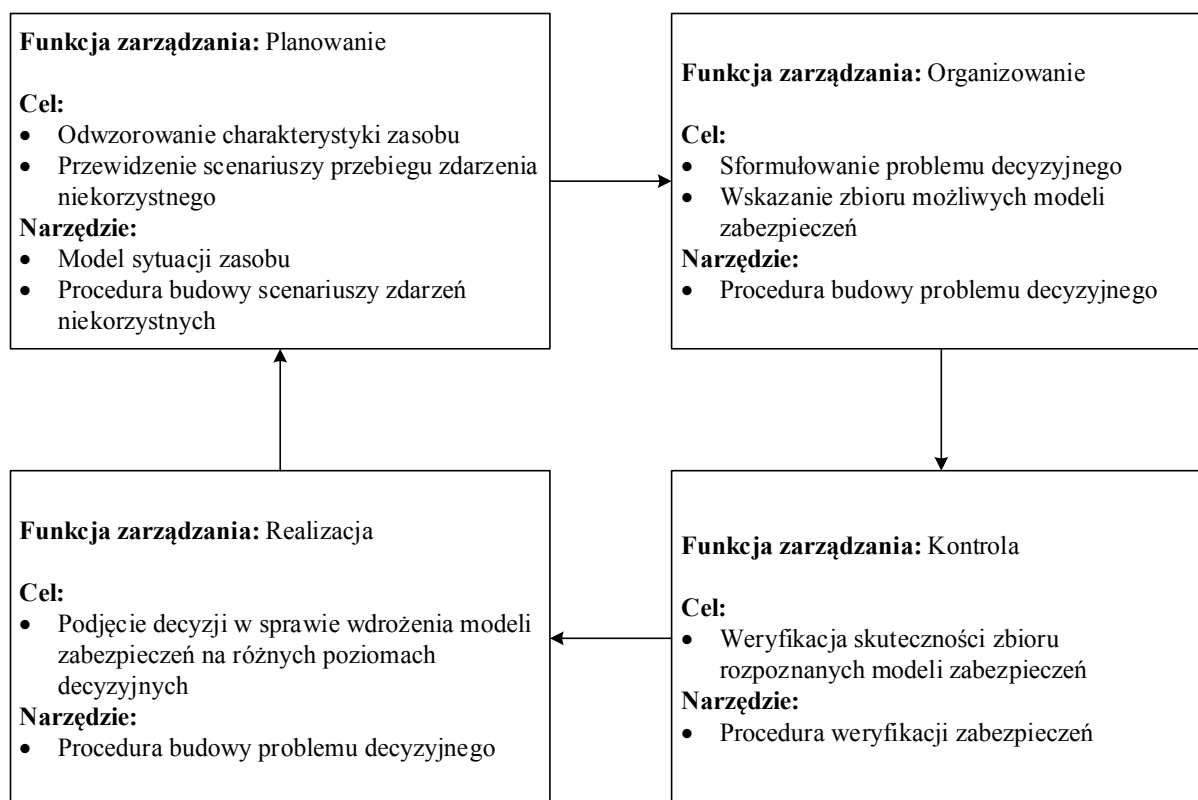 Funkcja zarządzania: Planowanie
Cel:
• Odwzorowanie charakterystyki zasobu
• Przewidzenie scenariuszy przebiegu zdarzenia
niekorzystnego
Narzędzie:
• Model sytuacji zasobu
• Procedura budowy scenariuszy zdarzeń
niekorzystnych
Funkcja zarządzania: Organizowanie
Cel:
• Sformułowanie problemu decyzyjnego
• Wskazanie zbioru możliwych modeli
zabezpieczeń
Narzędzie:
• Procedura budowy problemu decyzyjnego
Funkcja zarządzania: Realizacja
Cel:
• Podjęcie decyzji w sprawie wdrożenia modeli
zabezpieczeń na różnych poziomach
decyzyjnych
Narzędzie:
• Procedura budowy problemu decyzyjnego
Funkcja zarządzania: Kontrola
Cel:
• Weryfikacja skuteczności zbioru
rozpoznanych modeli zabezpieczeń
Narzędzie:
• Procedura weryfikacji zabezpieczeń